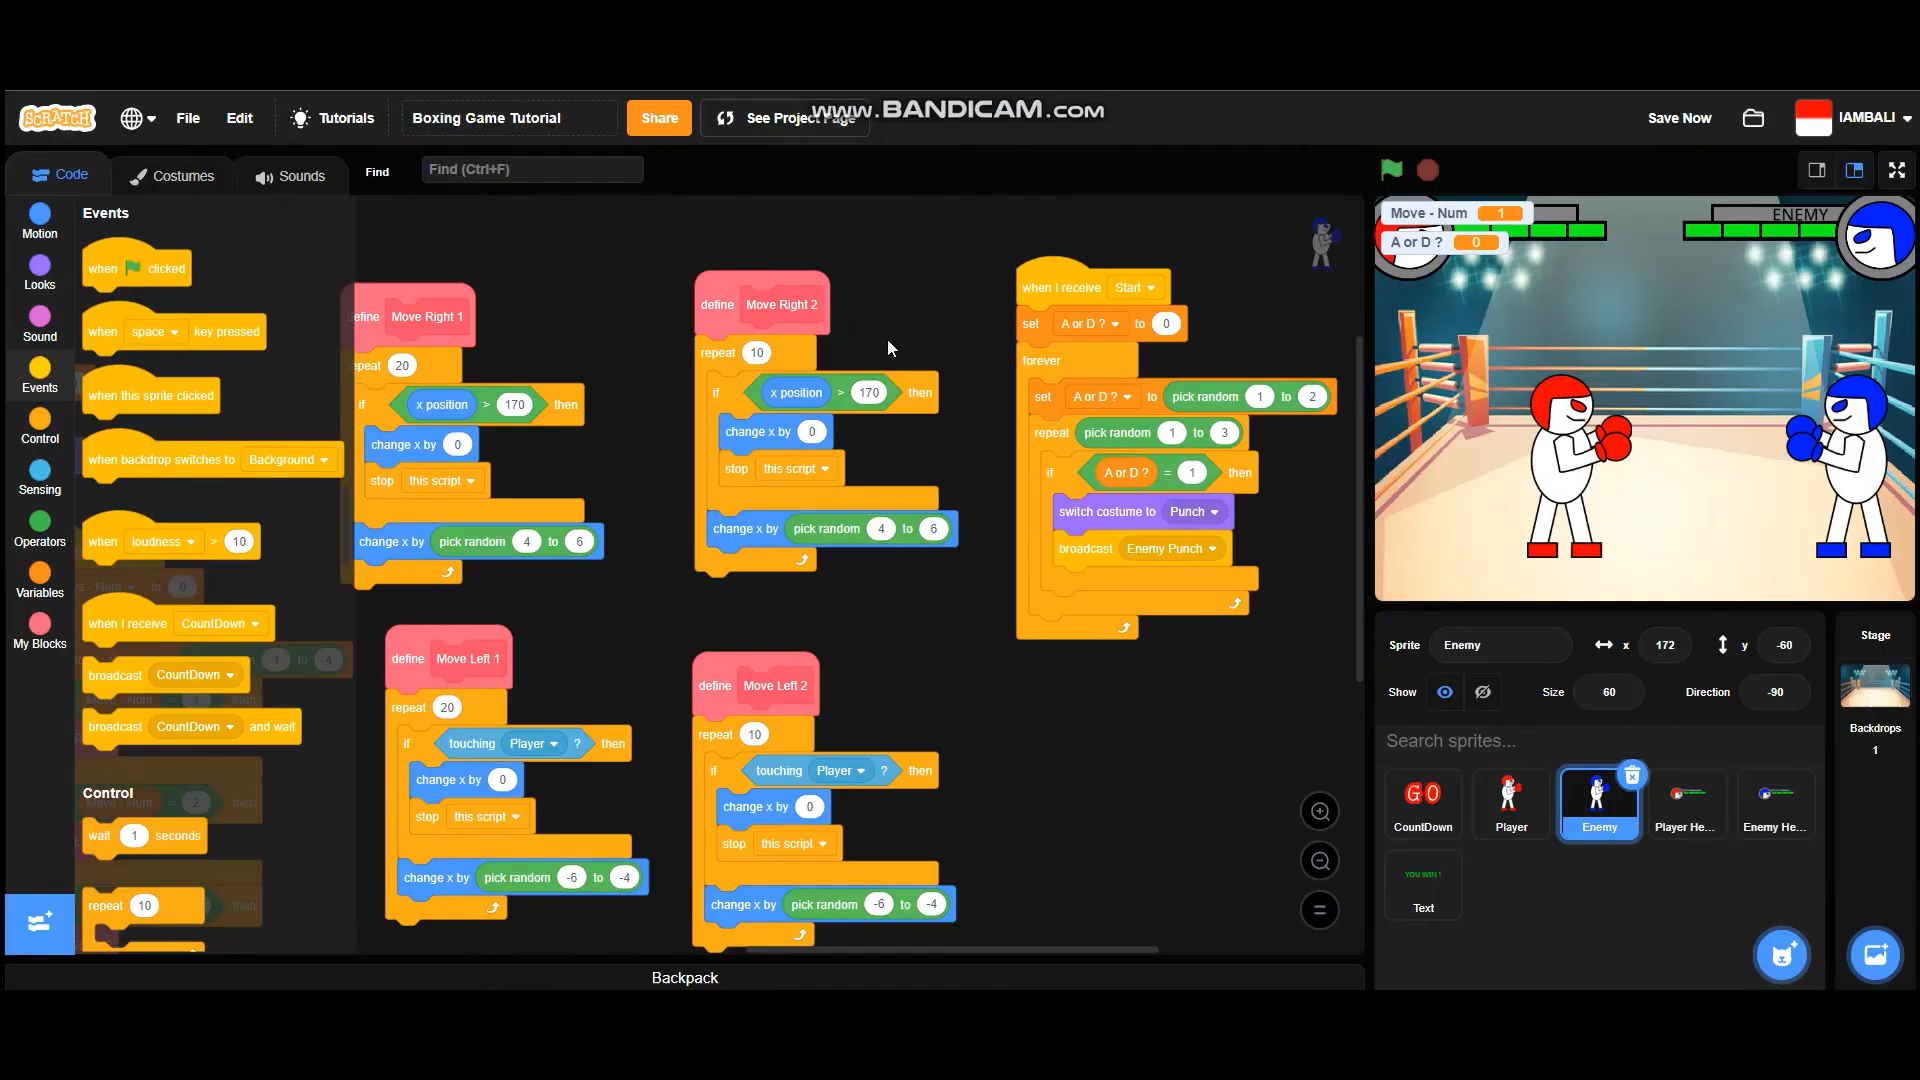 www.BANDICAM.com
SCRATCH File Edit Tutorials Boxing Game Tutorial Share See Project Page Save Now IAMBALI
Code Costumes Sounds Find Find (Ctrl+F)
Motion
Looks
Sound
Events
Control
Sensing
Operators
Variables
My Blocks
Events
when clicked
when space key pressed
when this sprite clicked
when backdrop switches to Background
when loudness > 10
when I receive CountDown
broadcast CountDown
broadcast CountDown and wait
Control
wait 1 seconds
repeat 10
define Move Right 1
repeat 20
if x position > 170 then
change x by 0
stop this script
change x by pick random 4 to 6
define Move Left 1
repeat 20
if touching Player ? then
change x by 0
stop this script
change x by pick random -6 to -4
define Move Right 2
repeat 10
if x position > 170 then
change x by 0
stop this script
change x by pick random 4 to 6
define Move Left 2
repeat 10
if touching Player ? then
change x by 0
stop this script
change x by pick random -6 to -4
when I receive Start
set A or D ? to 0
forever
set A or D ? to pick random 1 to 2
repeat pick random 1 to 3
if A or D ? = 1 then
switch costume to Punch
broadcast Enemy Punch
Backpack
Move - Num 1
A or D ? 0
ENEMY
Sprite Enemy x 172 y -60
Show Size 60 Direction -90
Search sprites...
GO
CountDown
Player
Enemy
Player He...
Enemy He...
YOU WIN !
Text
Stage
Backdrops
1